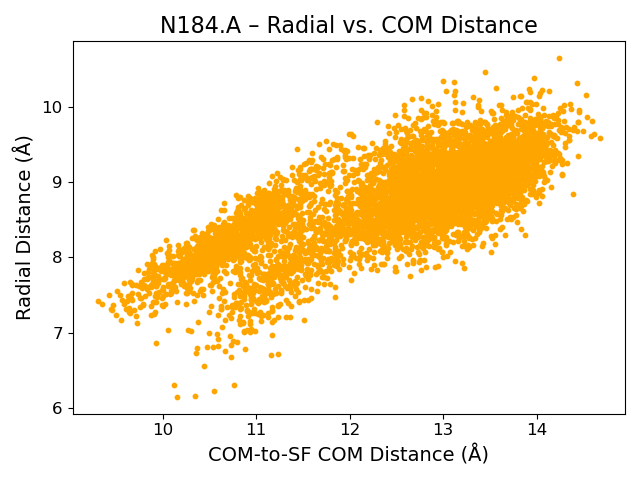 N184.A – Radial vs. COM Distance
Radial Distance (Å)
10
9
8
7
6
10 11 12 13 14
COM-to-SF COM Distance (Å)